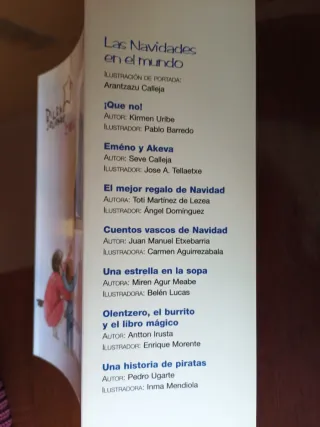 Las Navidades
en el mundo
Ilustración de portada:
Arantzazu Calleja
¡Que no!
Autor: Kirmen Uribe
Ilustrador: Pablo Barredo
Eméno y Akeva
Autor: Seve Calleja
Ilustrador: Jose A. Tellaetxe
El mejor regalo de Navidad
Autora: Toti Martínez de Lezea
Ilustrador: Ángel Domínguez
Cuentos vascos de Navidad
Autor: Juan Manuel Etxebarria
Ilustradora: Carmen Aguirrezabala
Una estrella en la sopa
Autora: Miren Agur Meabe
Ilustradora: Belén Lucas
Olentzero, el burrito
y el libro mágico
Autor: Antton Irusta
Ilustrador: Enrique Morente
Una historia de piratas
Autor: Pedro Ugarte
Ilustradora: Inma Mendiola